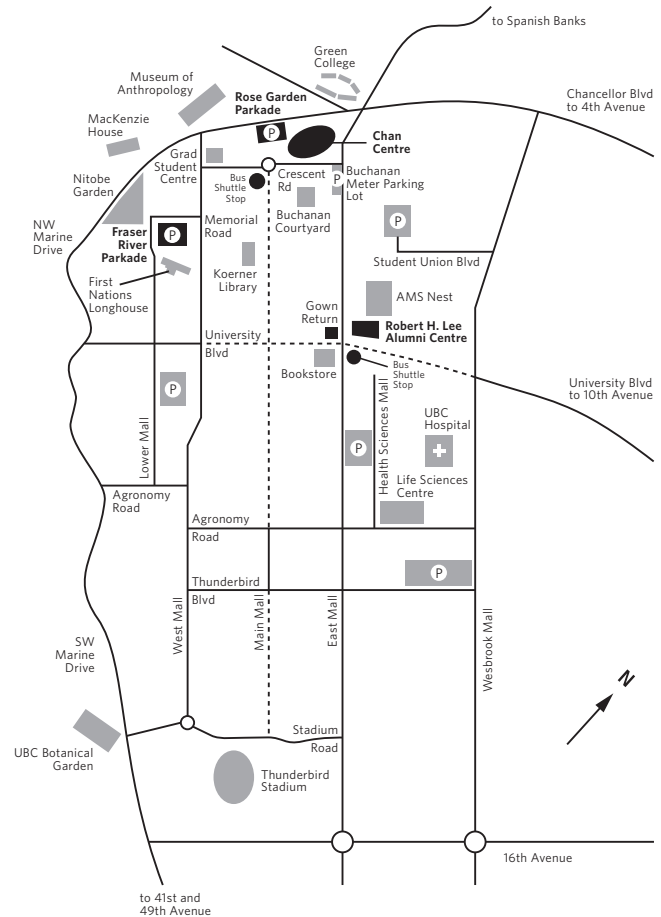 to Spanish Banks
Green
College
Museum of
Anthropology
Rose Garden
Parkade
P
Chancellor Blvd
to 4th Avenue
MacKenzie
House
Chan
Centre
Grad
Student
Centre
Bus
Shuttle
Stop
Crescent
Rd
P
Buchanan
Meter Parking
Lot
Nitobe
Garden
Buchanan
Courtyard
P
NW
Marine
Drive
Fraser
River
Parkade
P
Memorial
Road
Student Union Blvd
Koerner
Library
First
Nations
Longhouse
AMS Nest
Gown
Return
Robert H. Lee
Alumni Centre
University
Blvd
Bookstore
Bus
Shuttle
Stop
University Blvd
to 10th Avenue
P
Health Sciences Mall
UBC
Hospital
Lower Mall
P
Life Sciences
Centre
Agronomy
Road
Agronomy
Road
P
Thunderbird
Blvd
West Mall
Main Mall
East Mall
Wesbrook Mall
SW
Marine
Drive
N
Stadium
Road
UBC Botanical
Garden
Thunderbird
Stadium
16th Avenue
to 41st and
49th Avenue